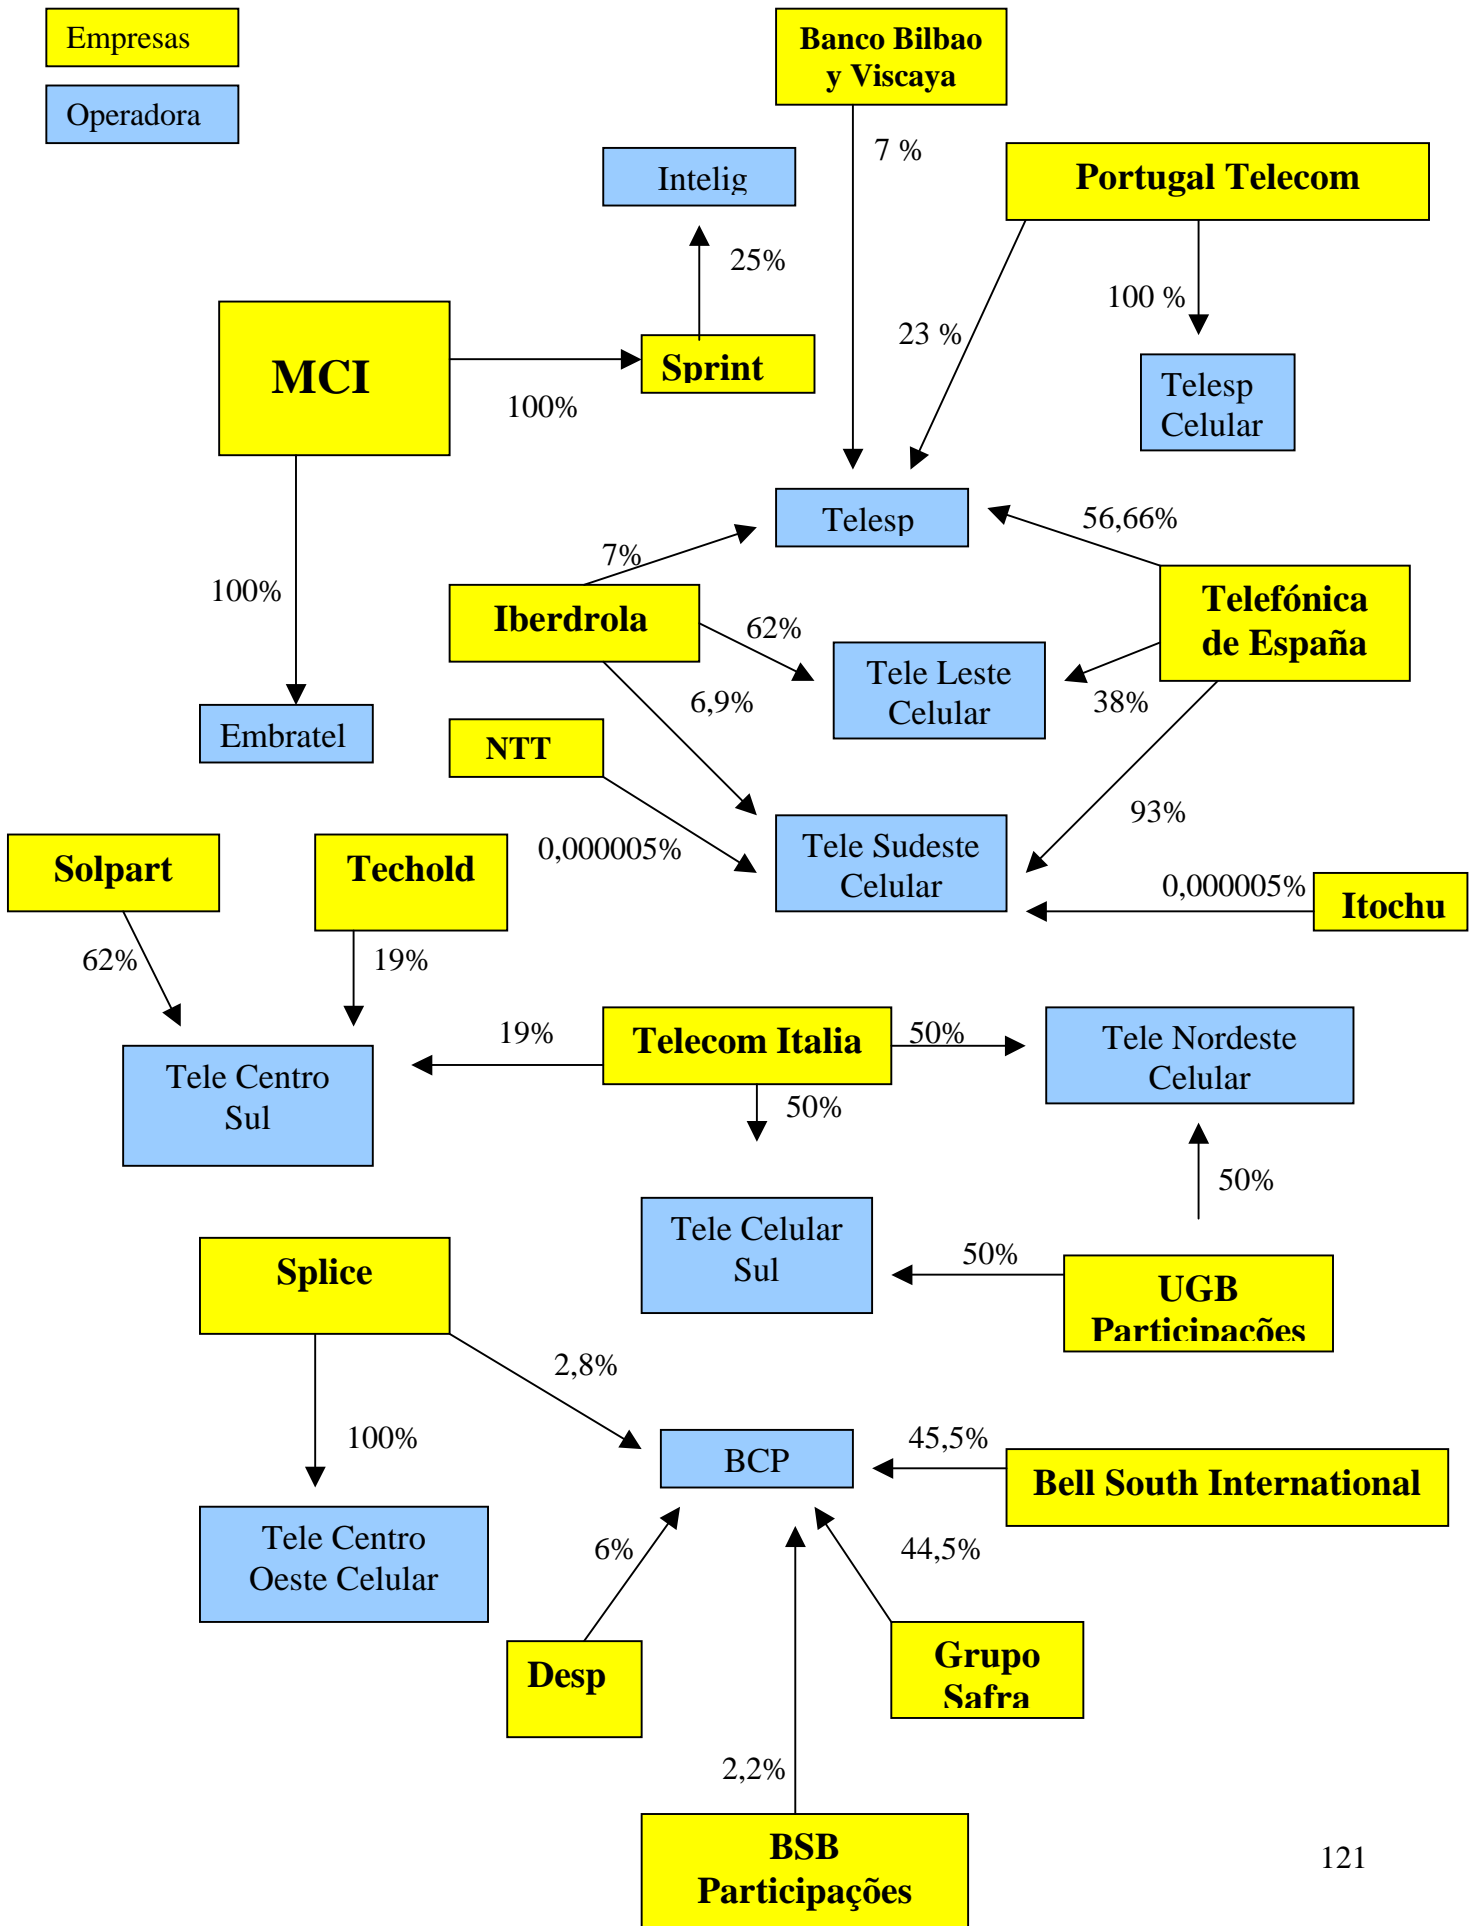 Empresas
Operadora
Banco Bilbao
y Viscaya
7 %
Intelig
Portugal Telecom
25%
100 %
23 %
MCI
Sprint
100%
Telesp
Celular
Telesp
56,66%
7%
100%
Iberdrola
62%
Telefónica
de España
Tele Leste
Celular
6,9%
38%
Embratel
NTT
93%
0,000005%
Tele Sudeste
Celular
Solpart
Techold
0,000005%
Itochu
62%
19%
19%
Telecom Italia
50%
Tele Nordeste
Celular
Tele Centro
Sul
50%
50%
Tele Celular
Sul
50%
Splice
UGB
Participações
2,8%
100%
BCP
45,5%
Bell South International
Tele Centro
Oeste Celular
6%
44,5%
Desp
Grupo
Safra
2,2%
BSB
Participações
121